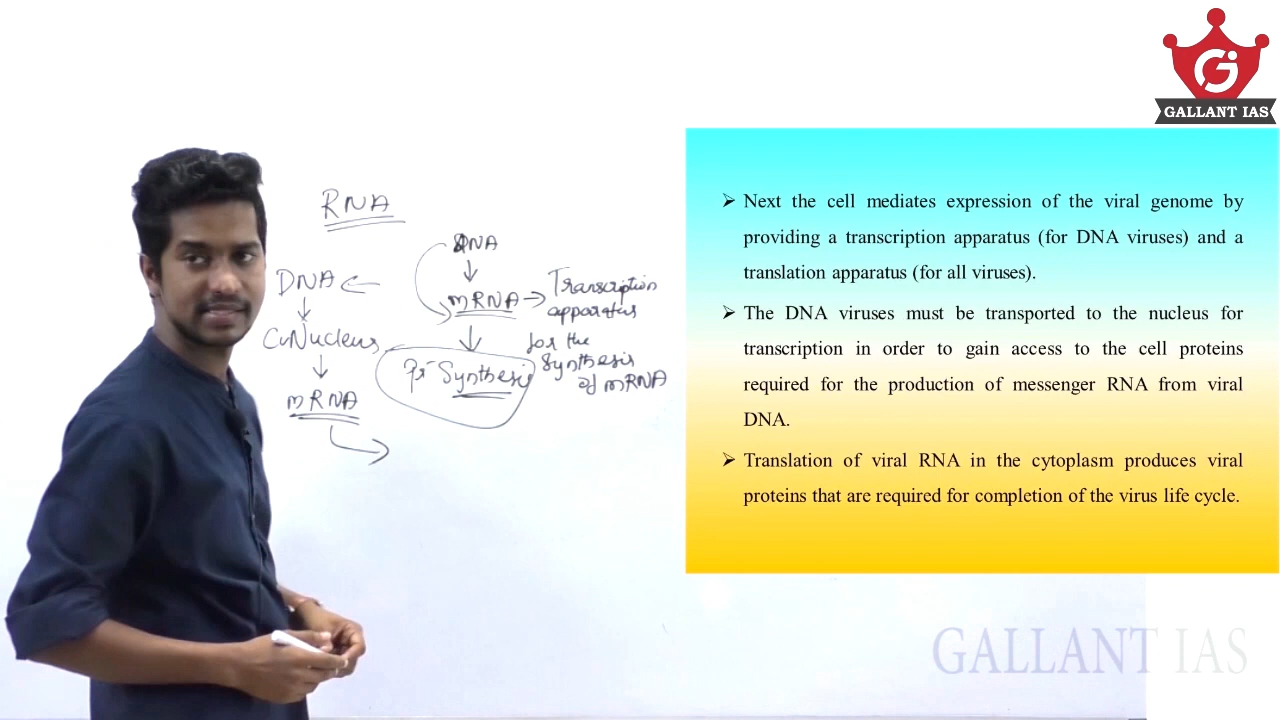 GALLANT IAS
RNA
DNA
DNA
Nucleus
mRNA
mRNA → Transcription
apparatus
for the
Synthesis
of mRNA
Synthesis
➢ Next the cell mediates expression of the viral genome by
providing a transcription apparatus (for DNA viruses) and a
translation apparatus (for all viruses).
➢ The DNA viruses must be transported to the nucleus for
transcription in order to gain access to the cell proteins
required for the production of messenger RNA from viral
DNA.
➢ Translation of viral RNA in the cytoplasm produces viral
proteins that are required for completion of the virus life cycle.
GALLANT IAS